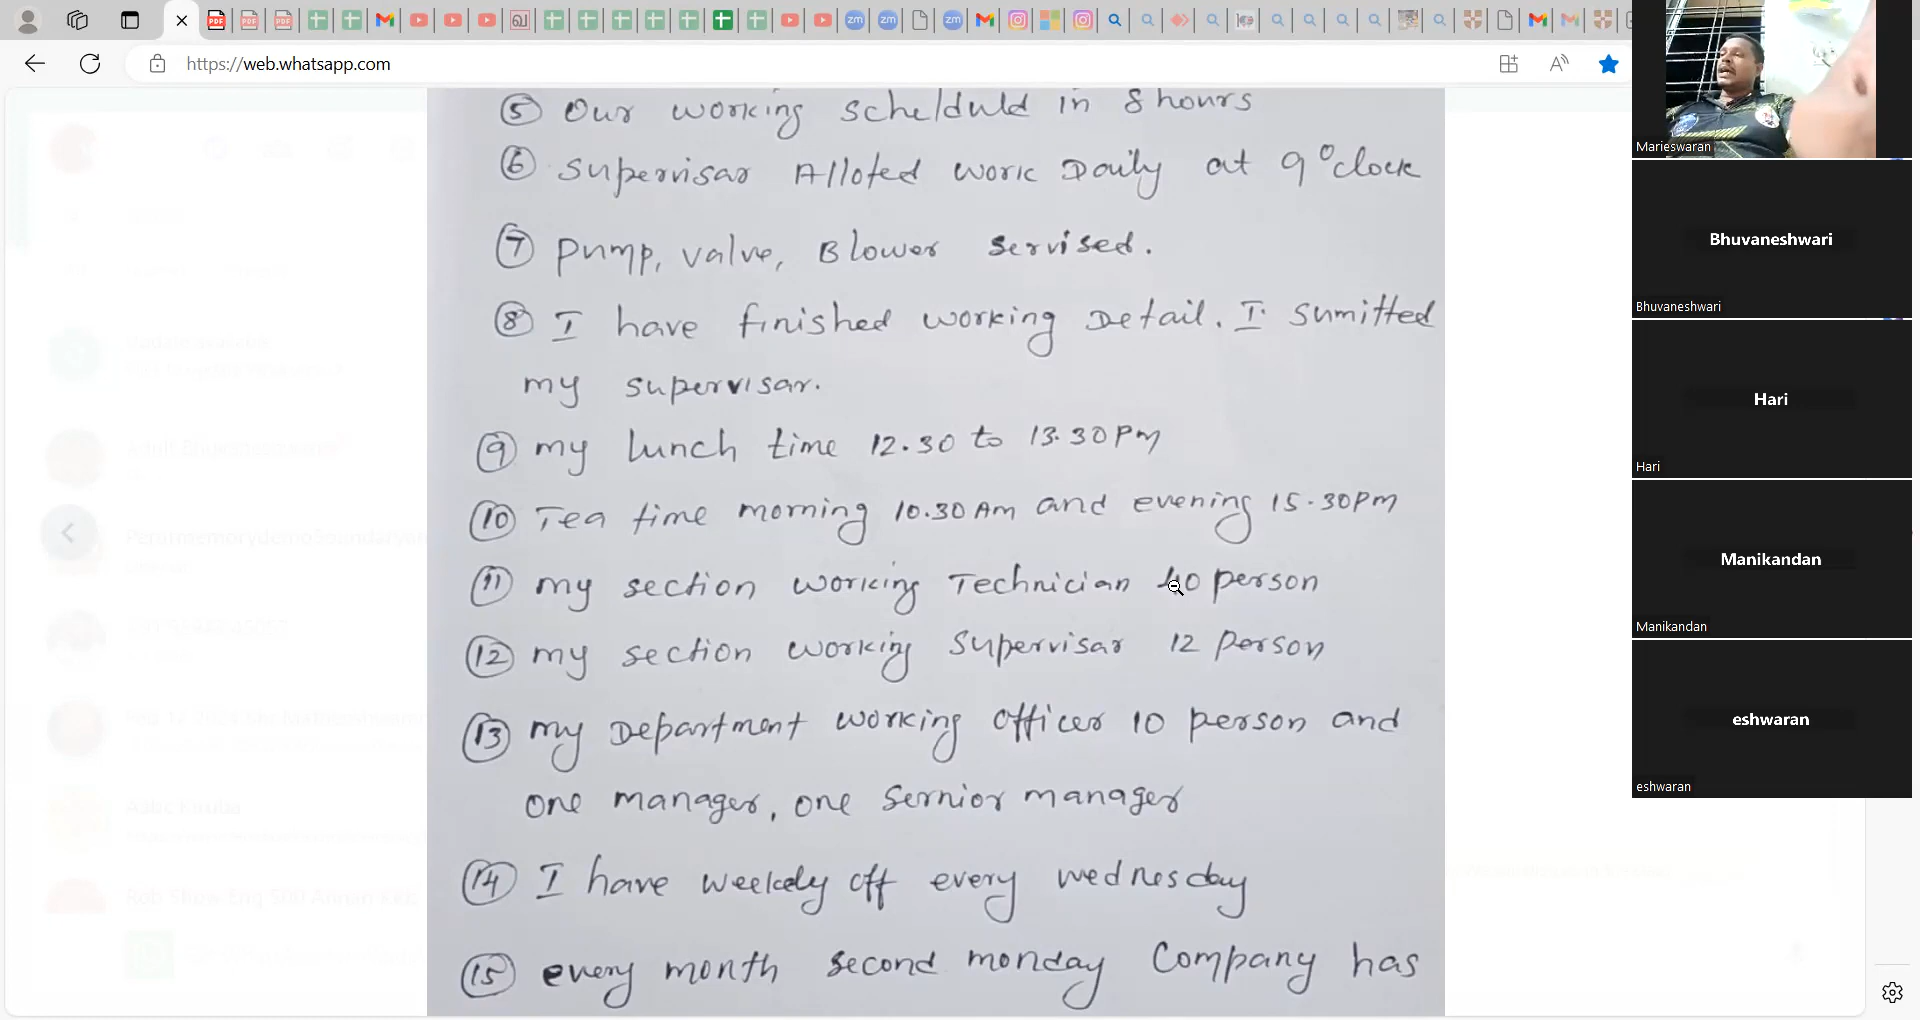 https://web.whatsapp.com
5 Our working schelduld in 8 hours
6 Supervisar Alloted work Daily at 9 o'clock
7 Pump, valve, Blower servised.
8 I have finished working Detail. I sumitted
my supervisar.
9 my lunch time 12.30 to 13.30 Pm
10 Tea time morning 10.30 Am and evening 15.30 pm
11 my section working Technician 40 person
12 my section working Supervisar 12 Person
13 my Department working officer 10 person and
one manager, one sernior manager
14 I have weekely off every wednesday
15 every month second monday Company has
Marieswaran
Bhuvaneshwari
Bhuvaneshwari
Hari
Hari
Manikandan
Manikandan
eshwaran
eshwaran